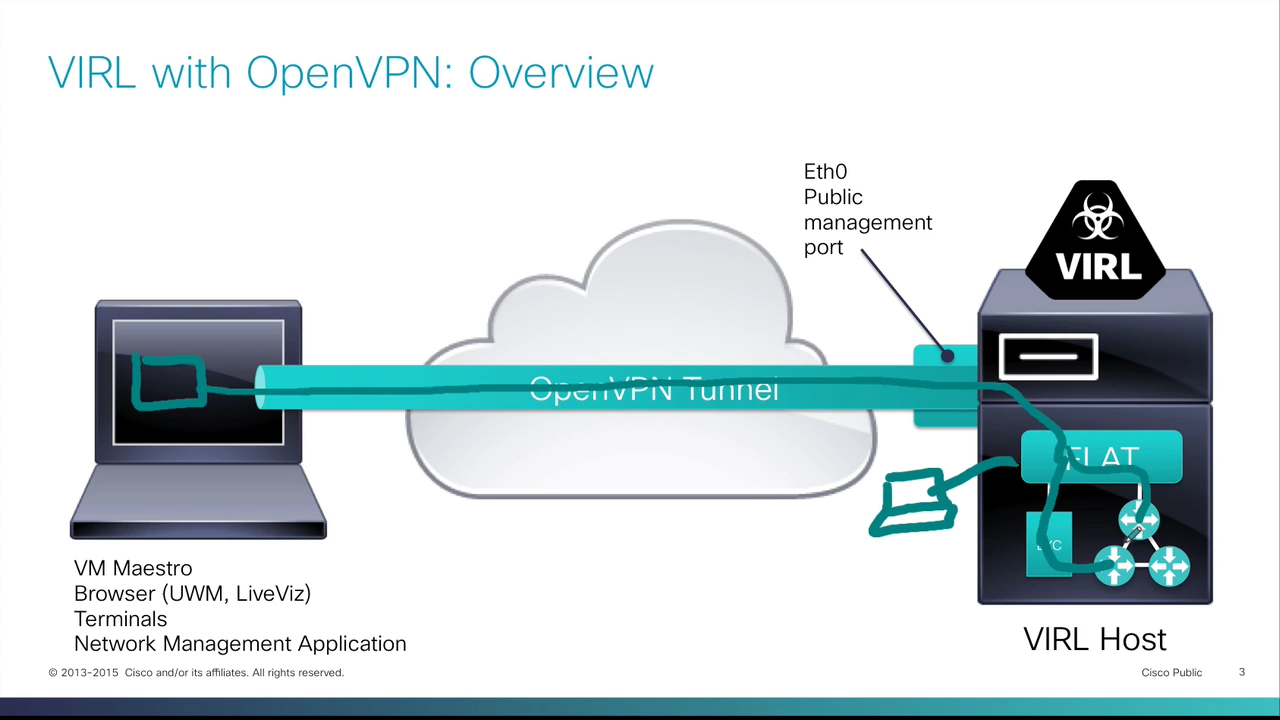 VIRL with OpenVPN: Overview
Eth0
Public
management
port
VIRL
OpenVPN Tunnel
FLAT
LXC
VM Maestro
Browser (UWM, LiveViz)
Terminals
Network Management Application
VIRL Host
© 2013-2015 Cisco and/or its affiliates. All rights reserved.
Cisco Public
3